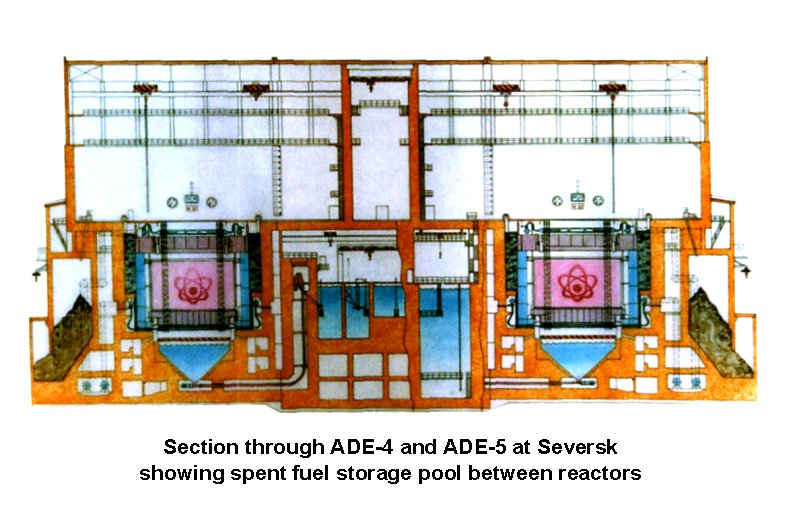 Section through ADE-4 and ADE-5 at Seversk
showing spent fuel storage pool between reactors